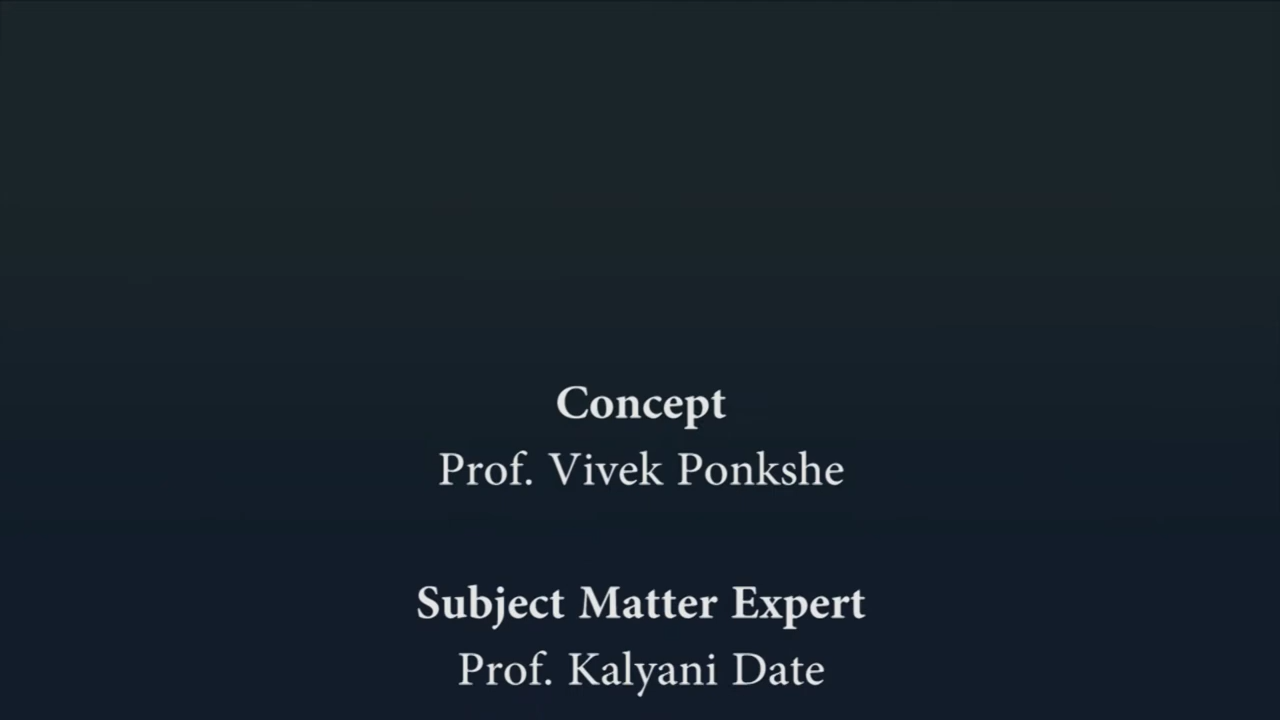 Concept
Prof. Vivek Ponkshe
Subject Matter Expert
Prof. Kalyani Date